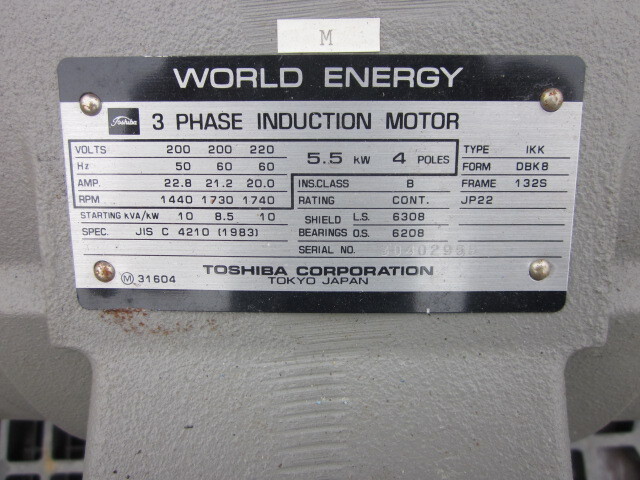 M
WORLD ENERGY
Toshiba 3 PHASE INDUCTION MOTOR
VOLTS 200 200 220
Hz 50 60 60
AMP. 22.8 21.2 20.0
RPM 1440 1730 1740
STARTING kVA/kW 10 8.5 10
SPEC. JIS C 4210 (1983)
5.5 kW 4 POLES
INS.CLASS B
RATING CONT.
SHIELD L.S. 6308
BEARINGS O.S. 6208
SERIAL NO.
TYPE IKK
FORM DBK8
FRAME 132S
JP22
M 31604
TOSHIBA CORPORATION
TOKYO JAPAN